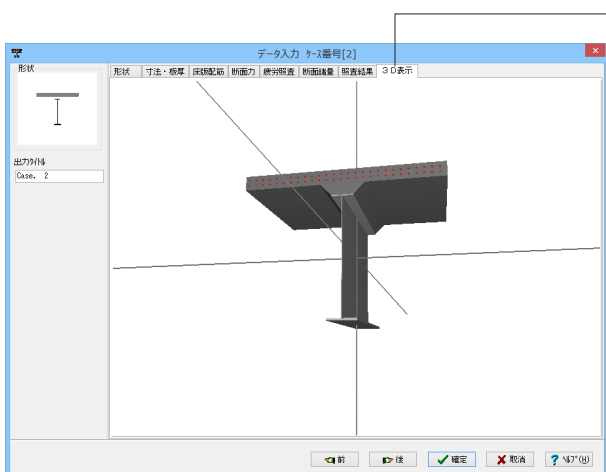 データ入力 ケース番号[2]
形状
形状 寸法・板厚 床版配筋 断面力 疲労照査 断面諸量 照査結果 3D表示
出力タイトル
Case. 2
前 後 確定 取消 ヘルプ(H)